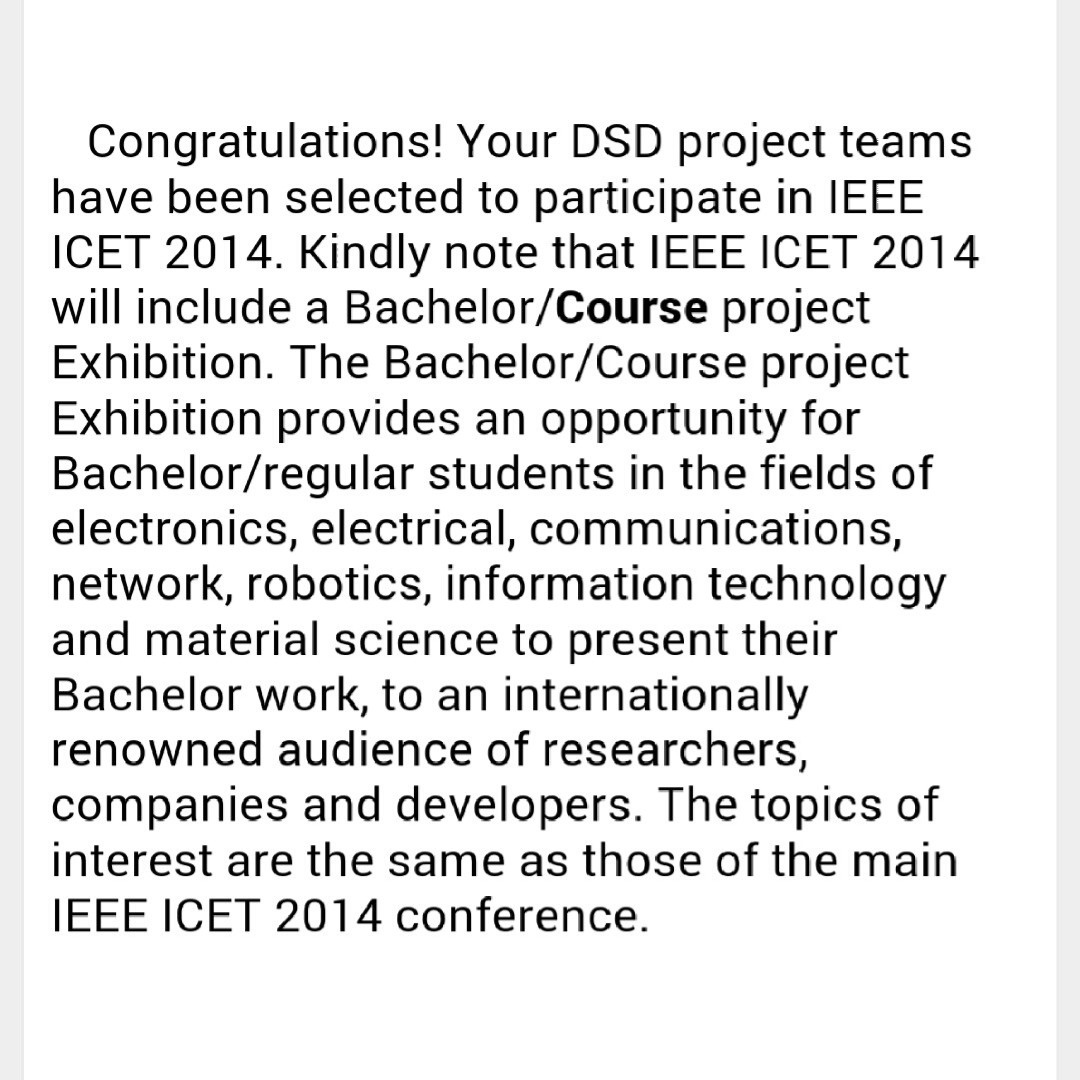 Congratulations! Your DSD project teams
have been selected to participate in IEEE
ICET 2014. Kindly note that IEEE ICET 2014
will include a Bachelor/Course project
Exhibition. The Bachelor/Course project
Exhibition provides an opportunity for
Bachelor/regular students in the fields of
electronics, electrical, communications,
network, robotics, information technology
and material science to present their
Bachelor work, to an internationally
renowned audience of researchers,
companies and developers. The topics of
interest are the same as those of the main
IEEE ICET 2014 conference.